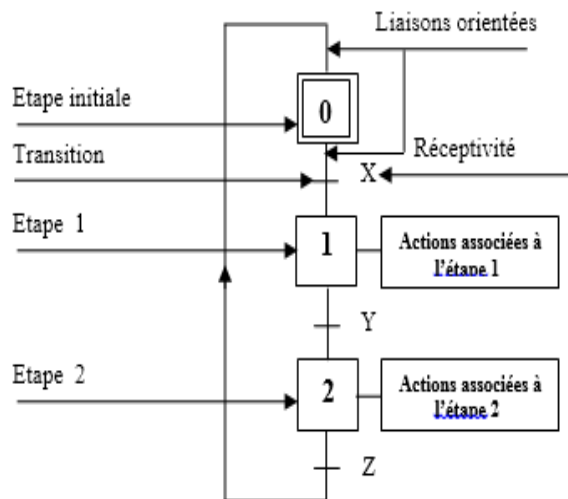 Liaisons orientées
Etape initiale
0
Transition
Réceptivité
X
Etape 1
1
Actions associées à
l'étape 1
Y
Etape 2
2
Actions associées à
l'étape 2
Z